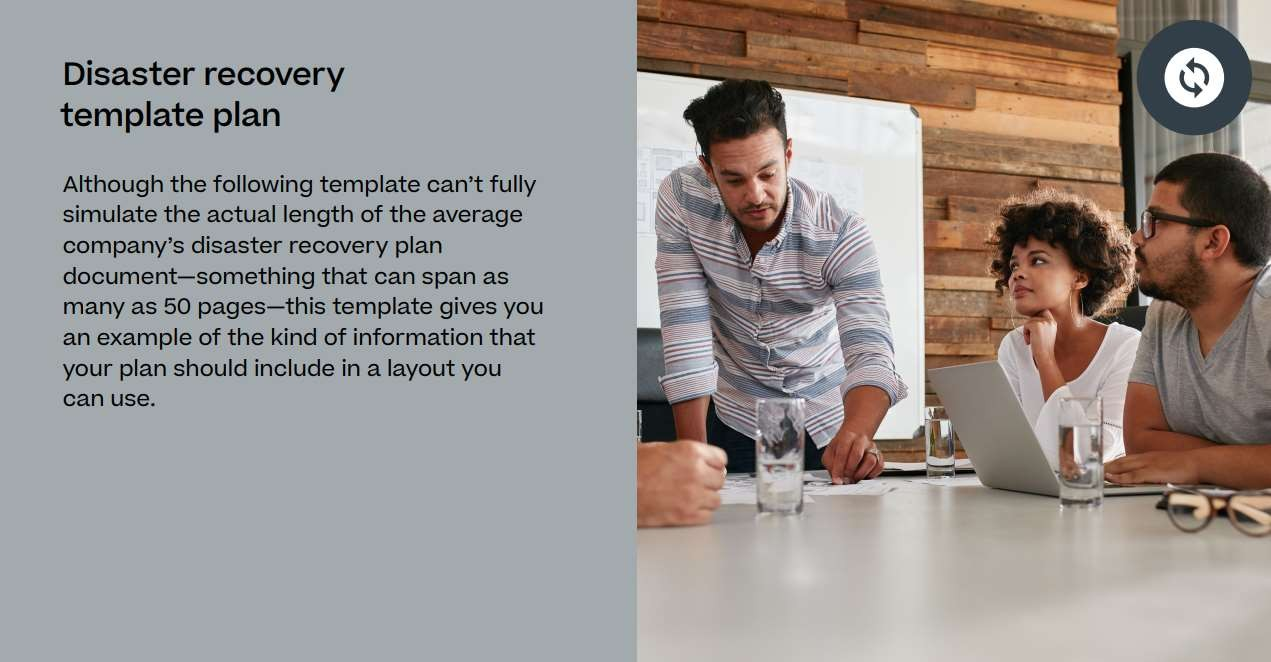 Disaster recovery
template plan
Although the following template can’t fully
simulate the actual length of the average
company’s disaster recovery plan
document—something that can span as
many as 50 pages—this template gives you
an example of the kind of information that
your plan should include in a layout you
can use.